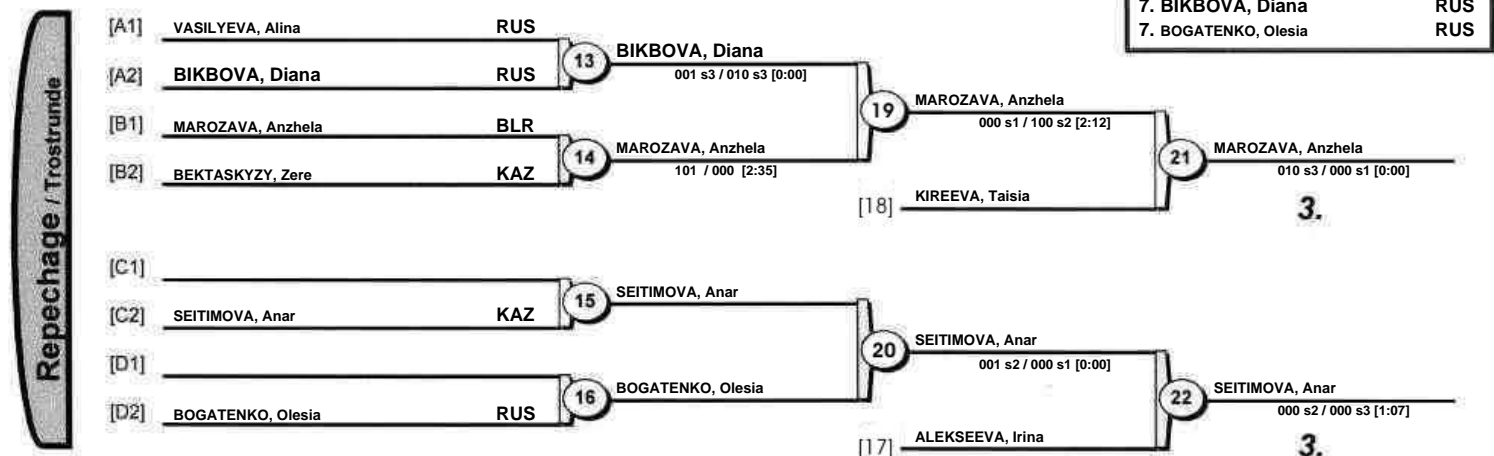 7. BIKBOVA, Diana RUS
7. BOGATENKO, Olesia RUS
Repechage / Trostrunde
[A1] VASILYEVA, Alina RUS
13 BIKBOVA, Diana
001 s3 / 010 s3 [0:00]
[A2] BIKBOVA, Diana RUS
19 MAROZAVA, Anzhela
000 s1 / 100 s2 [2:12]
[B1] MAROZAVA, Anzhela BLR
14 MAROZAVA, Anzhela
101 / 000 [2:35]
21 MAROZAVA, Anzhela
010 s3 / 000 s1 [0:00]
[B2] BEKTASKYZY, Zere KAZ
[18] KIREEVA, Taisia
3.
[C1]
15 SEITIMOVA, Anar
[C2] SEITIMOVA, Anar KAZ
20 SEITIMOVA, Anar
001 s2 / 000 s1 [0:00]
[D1]
16 BOGATENKO, Olesia
22 SEITIMOVA, Anar
000 s2 / 000 s3 [1:07]
[D2] BOGATENKO, Olesia RUS
[17] ALEKSEEVA, Irina
3.